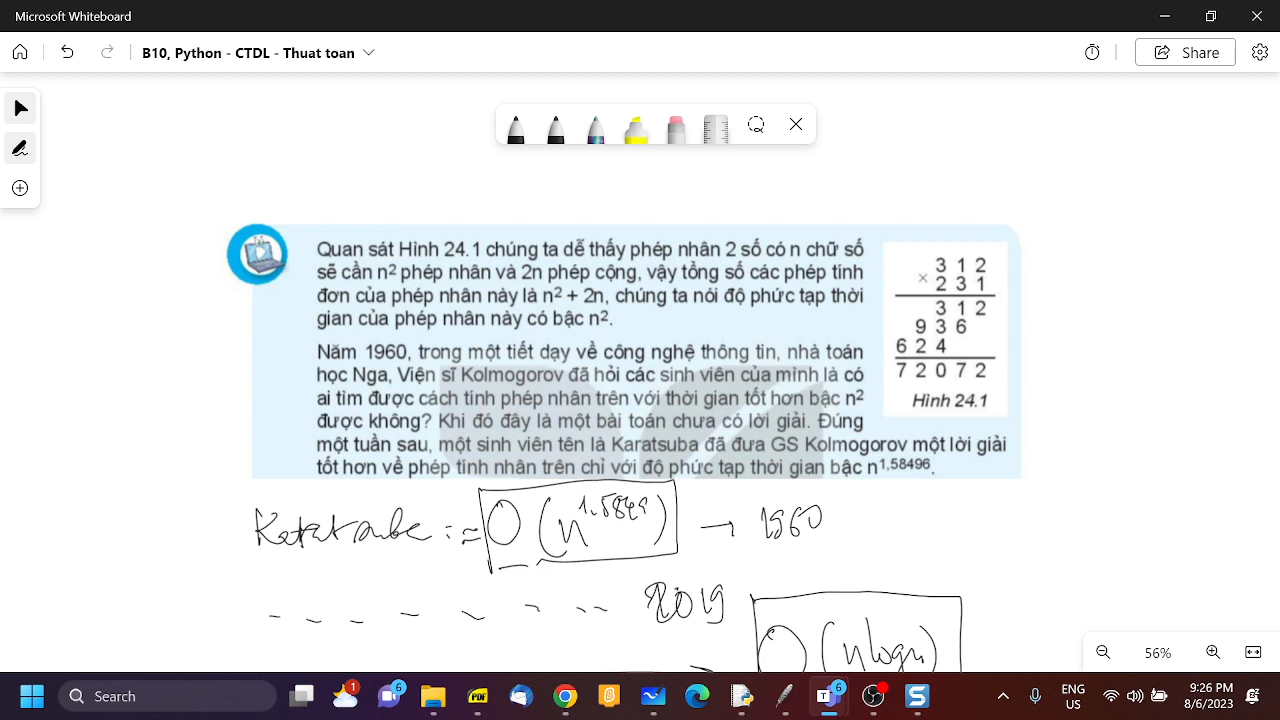 Microsoft Whiteboard
B10, Python - CTDL - Thuat toan
Share
Quan sát Hình 24.1 chúng ta dễ thấy phép nhân 2 số có n chữ số
sẽ cần n² phép nhân và 2n phép cộng, vậy tổng số các phép tính
đơn của phép nhân này là n² + 2n, chúng ta nói độ phức tạp thời
gian của phép nhân này có bậc n².
Năm 1960, trong một tiết dạy về công nghệ thông tin, nhà toán
học Nga, Viện sĩ Kolmogorov đã hỏi các sinh viên của mình là có
ai tìm được cách tính phép nhân trên với thời gian tốt hơn bậc n²
được không? Khi đó đây là một bài toán chưa có lời giải. Đúng
một tuần sau, một sinh viên tên là Karatsuba đã đưa GS Kolmogorov một lời giải
tốt hơn về phép tính nhân trên chỉ với độ phức tạp thời gian bậc n^1,58496.
3 1 2
× 2 3 1
3 1 2
9 3 6
6 2 4
7 2 0 7 2
Hình 24.1
:= O(n^1.5849) → 1960
2019
O(nlogn)
56%
Search
1
6
PDF
6
ENG
US
9:26 PM
8/6/2023